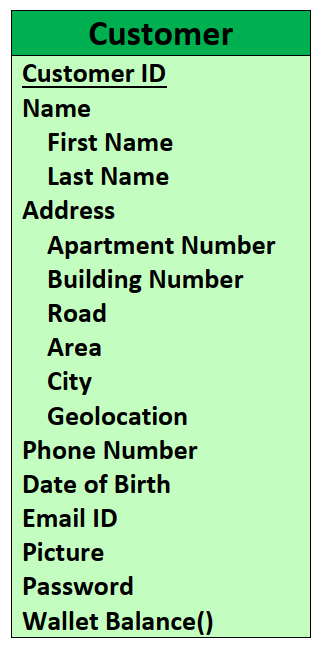 Customer
Customer ID
Name
First Name
Last Name
Address
Apartment Number
Building Number
Road
Area
City
Geolocation
Phone Number
Date of Birth
Email ID
Picture
Password
Wallet Balance()